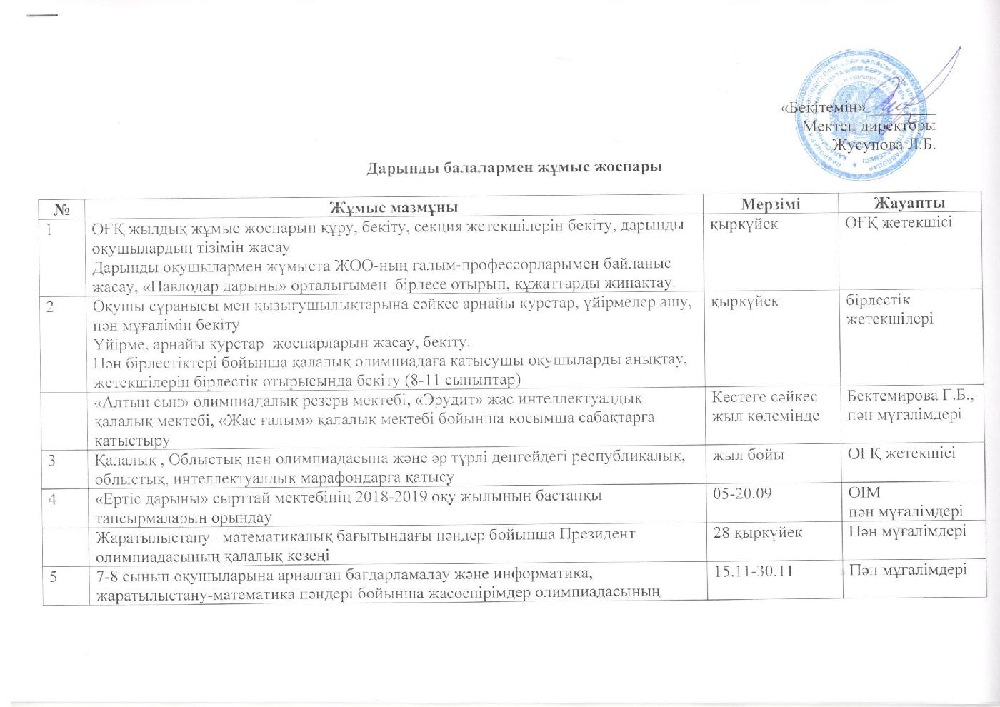 «Бекітемін»
Мектеп директоры
Жусупова Л.Б.
Дарынды балалармен жұмыс жоспары
№ Жұмыс мазмұны Мерзімі Жауапты
1 ОҒҚ жылдық жұмыс жоспарын құру, бекіту, секция жетекшілерін бекіту, дарынды қыркүйек ОҒҚ жетекшісі
оқушылардың тізімін жасау
Дарынды оқушылармен жұмыста ЖОО-ның ғалым-профессорларымен байланыс
жасау, «Павлодар дарыны» орталығымен бірлесе отырып, құжаттарды жинақтау.
2 Оқушы сұранысы мен қызығушылықтарына сәйкес арнайы курстар, үйірмелер ашу, қыркүйек бірлестік
пән мұғалімін бекіту жетекшілері
Үйірме, арнайы курстар жоспарларын жасау, бекіту.
Пән бірлестіктері бойынша қалалық олимпиадаға қатысушы оқушыларды анықтау,
жетекшілерін бірлестік отырысында бекіту (8-11 сыныптар)
«Алтын сын» олимпиадалық резерв мектебі, «Эрудит» жас интеллектуалдық Кестеге сәйкес Бектемирова Г.Б.,
қалалық мектебі, «Жас ғалым» қалалық мектебі бойынша қосымша сабақтарға жыл көлемінде пән мұғалімдері
қатыстыру
3 Қалалық , Облыстық пән олимпиадасына және әр түрлі деңгейдегі республикалық, жыл бойы ОҒҚ жетекшісі
облыстық, интеллектуалдық марафондарға қатысу
4 «Ертіс дарыны» сырттай мектебінің 2018-2019 оқу жылының бастапқы 05-20.09 ОІМ
тапсырмаларын орындау пән мұғалімдері
Жаратылыстану –математикалық бағытындағы пәндер бойынша Президент 28 қыркүйек Пән мұғалімдері
олимпиадасының қалалық кезеңі
5 7-8 сынып оқушыларына арналған бағдарламалау және информатика, 15.11-30.11 Пән мұғалімдері
жаратылыстану-математика пәндері бойынша жасөспірімдер олимпиадасының